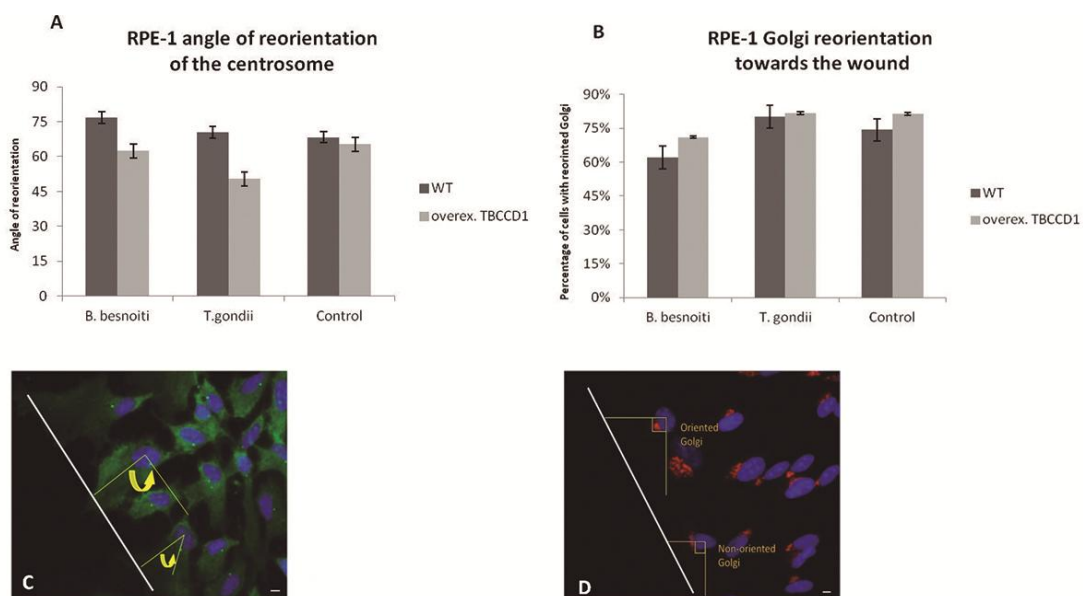 A
RPE-1 angle of reorientation
of the centrosome
Angle of reorientation
90
75
60
45
30
15
0
B. besnoiti
T.gondii
Control
WT
overex. TBCCD1
B
RPE-1 Golgi reorientation
towards the wound
Percentage of cells with reorinted Golgi
90%
75%
60%
45%
30%
15%
0%
B. besnoiti
T. gondii
Control
WT
overex. TBCCD1
C
Oriented
Golgi
Non-oriented
Golgi
D